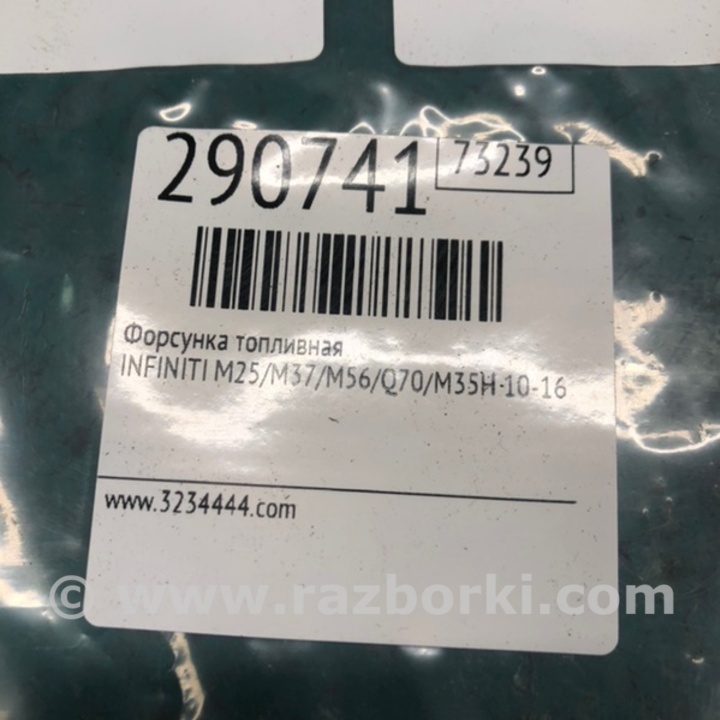 290741
73239
Форсунка топливная
INFINITI M25/M37/M56/Q70/M35H-10-16
www.3234444.com
© www.razborki.com